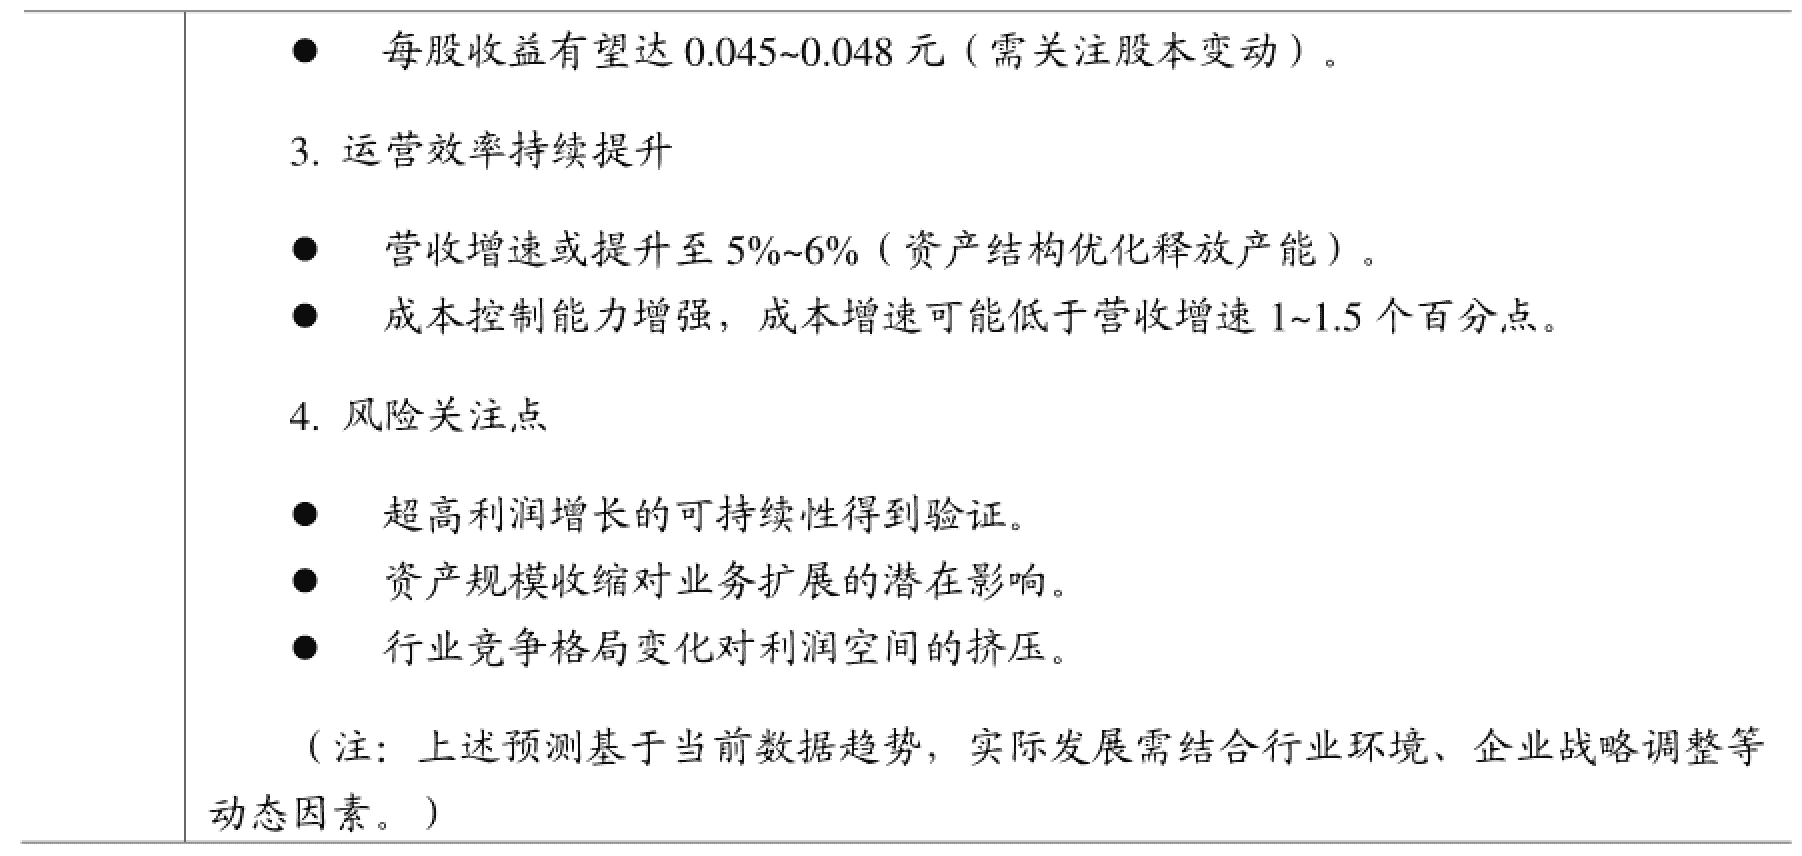 ● 每股收益有望达 0.045~0.048 元（需关注股本变动）。
3. 运营效率持续提升
● 营收增速或提升至 5%~6%（资产结构优化释放产能）。
● 成本控制能力增强，成本增速可能低于营收增速 1~1.5 个百分点。
4. 风险关注点
● 超高利润增长的可持续性得到验证。
● 资产规模收缩对业务扩展的潜在影响。
● 行业竞争格局变化对利润空间的挤压。
（注：上述预测基于当前数据趋势，实际发展需结合行业环境、企业战略调整等
动态因素。）